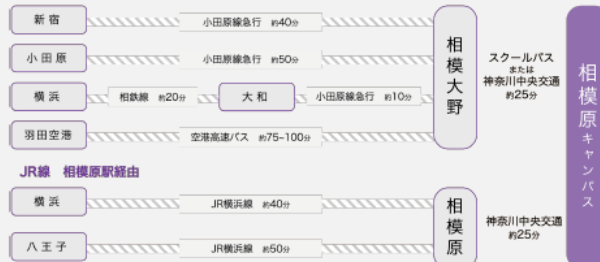 新宿
小田原線急行 約40分
小田原
小田原線急行 約50分
横浜
相鉄線 約20分
大和
小田原線急行 約10分
羽田空港
空港高速バス 約75~100分
相模大野
スクールバス
または
神奈川中央交通
約25分
相模原キャンパス
JR線 相模原駅経由
横浜
JR横浜線 約40分
八王子
JR横浜線 約50分
相模原
神奈川中央交通
約25分